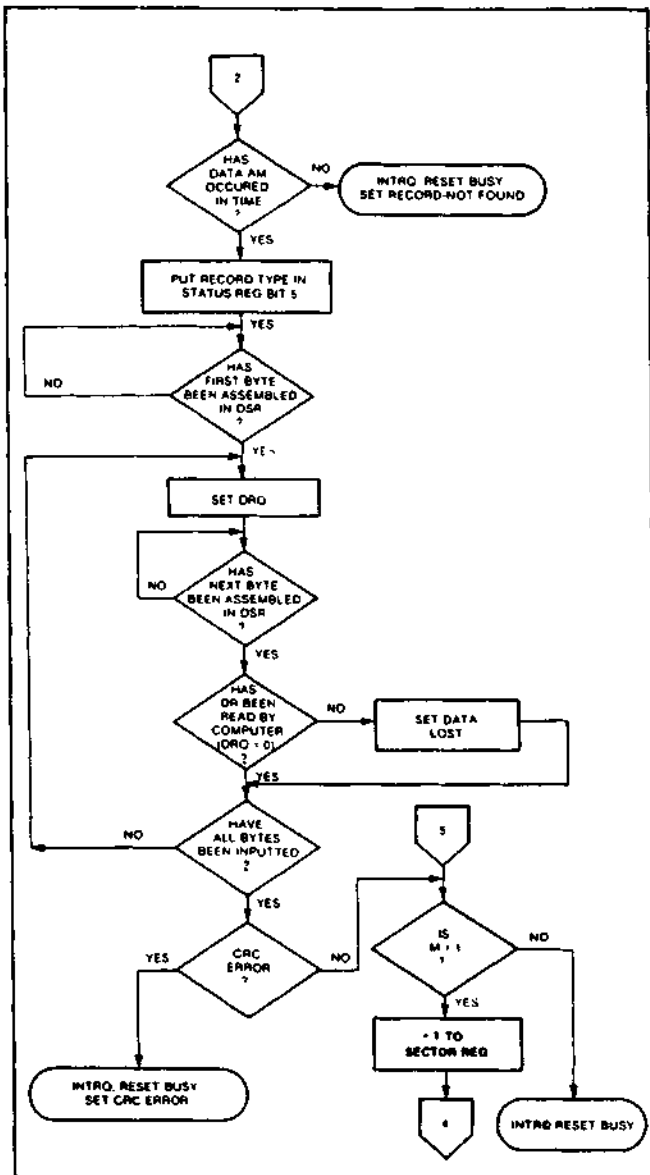 2
HAS
DATA AM
OCCURED
IN TIME
?
NO
INTRQ. RESET BUSY
SET RECORD-NOT FOUND
YES
PUT RECORD TYPE IN
STATUS REG BIT 5
YES
HAS
FIRST BYTE
BEEN ASSEMBLED
IN DSR
?
NO
YES
SET DRQ
HAS
NEXT BYTE
BEEN ASSEMBLED
IN DSR
?
NO
YES
HAS
DR BEEN
READ BY
COMPUTER
(DRQ = 0)
?
NO
SET DATA
LOST
YES
HAVE
ALL BYTES
BEEN INPUTTED
?
NO
YES
5
CRC
ERROR
?
YES
NO
IS
?
NO
YES
INTRQ. RESET BUSY
SET CRC ERROR
+ 1 TO
SECTOR REG
4
INTRQ RESET BUSY